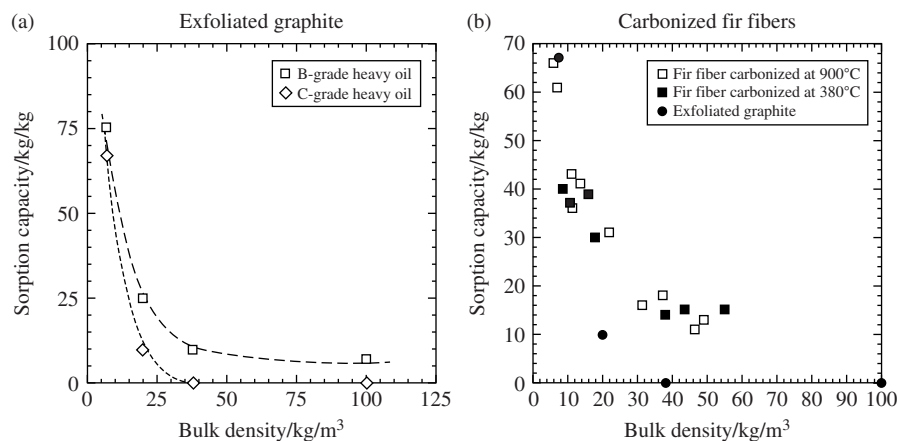 (a)
Exfoliated graphite
100
75
50
25
0
Sorption capacity/kg/kg
B-grade heavy oil
C-grade heavy oil
0 25 50 75 100 125
Bulk density/kg/m³
(b)
Carbonized fir fibers
70
60
50
40
30
20
10
0
Sorption capacity/kg/kg
Fir fiber carbonized at 900°C
Fir fiber carbonized at 380°C
Exfoliated graphite
0 10 20 30 40 50 60 70 80 90 100
Bulk density/kg/m³